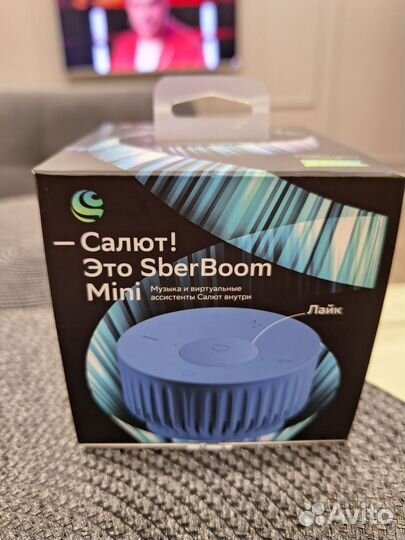 — Салют!
Это SberBoom
Mini
Музыка и виртуальные
ассистенты Салют внутри
Лайк
Avito